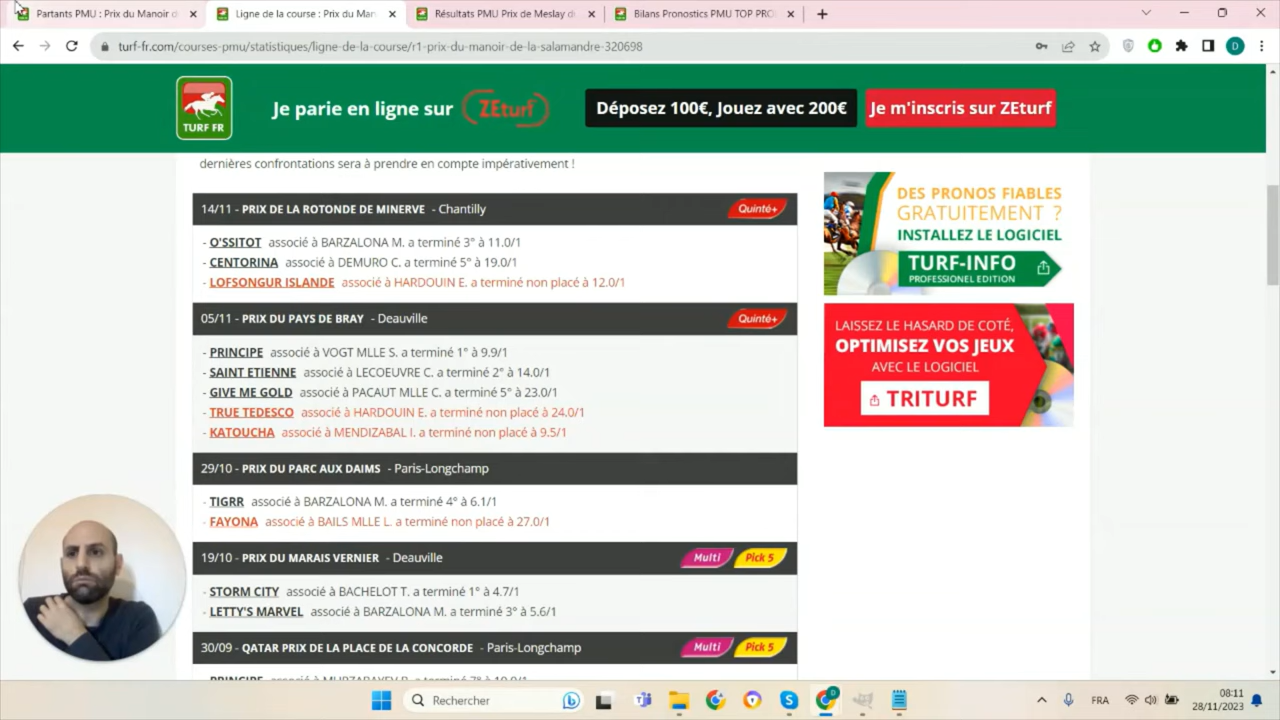 Partants PMU : Prix du Manoir d
Ligne de la course : Prix du Man
Résultats PMU Prix de Meslay d
Bilans Pronostics PMU TOP PRO
turf-fr.com/courses-pmu/statistiques/ligne-de-la-course/r1-prix-du-manoir-de-la-salamandre-320698
D
TURF FR
Je parie en ligne sur ZEturf
Déposez 100€, Jouez avec 200€
Je m'inscris sur ZEturf
dernières confrontations sera à prendre en compte impérativement !
14/11 - PRIX DE LA ROTONDE DE MINERVE - Chantilly Quinté+
- O'SSITOT associé à BARZALONA M. a terminé 3° à 11.0/1
- CENTORINA associé à DEMURO C. a terminé 5° à 19.0/1
- LOFSONGUR ISLANDE associé à HARDOUIN E. a terminé non placé à 12.0/1
05/11 - PRIX DU PAYS DE BRAY - Deauville Quinté+
- PRINCIPE associé à VOGT MLLE S. a terminé 1° à 9.9/1
- SAINT ETIENNE associé à LECOEUVRE C. a terminé 2° à 14.0/1
- GIVE ME GOLD associé à PACAUT MLLE C. a terminé 5° à 23.0/1
- TRUE TEDESCO associé à HARDOUIN E. a terminé non placé à 24.0/1
- KATOUCHA associé à MENDIZABAL I. a terminé non placé à 9.5/1
29/10 - PRIX DU PARC AUX DAIMS - Paris-Longchamp
- TIGRR associé à BARZALONA M. a terminé 4° à 6.1/1
- FAYONA associé à BAILS MLLE L. a terminé non placé à 27.0/1
19/10 - PRIX DU MARAIS VERNIER - Deauville Multi Pick 5
- STORM CITY associé à BACHELOT T. a terminé 1° à 4.7/1
- LETTY'S MARVEL associé à BARZALONA M. a terminé 3° à 5.6/1
30/09 - QATAR PRIX DE LA PLACE DE LA CONCORDE - Paris-Longchamp Multi Pick 5
DES PRONOS FIABLES
GRATUITEMENT ?
INSTALLEZ LE LOGICIEL
TURF-INFO
PROFESSIONEL EDITION
LAISSEZ LE HASARD DE COTÉ,
OPTIMISEZ VOS JEUX
AVEC LE LOGICIEL
TRITURF
Rechercher
D
FRA
08:11
28/11/2023